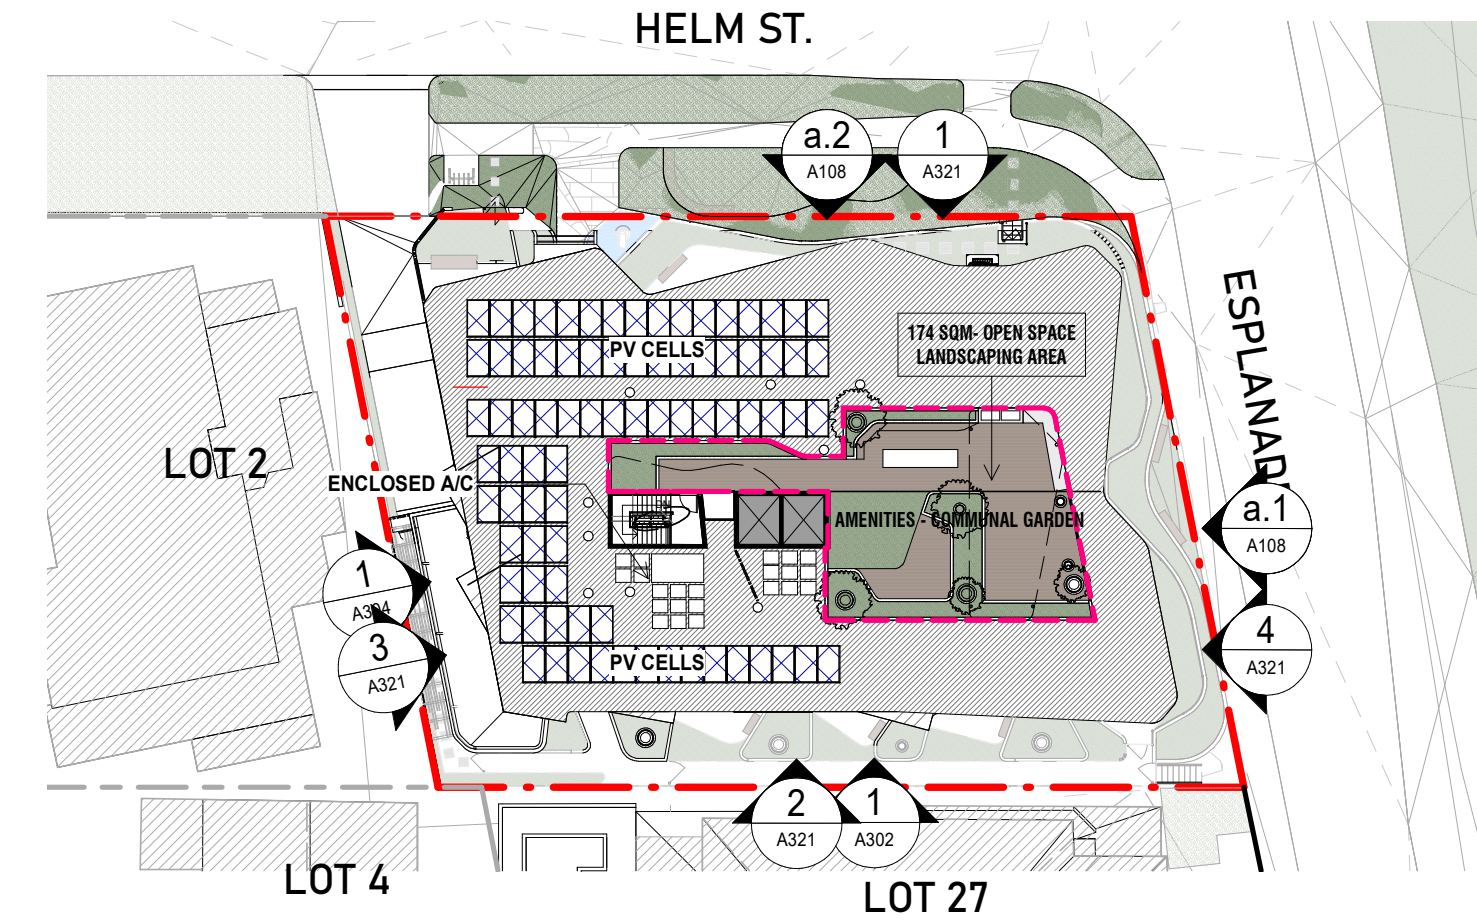 HELM ST.
a.2
A108
1
A321
ESPLANADE
174 SQM- OPEN SPACE
LANDSCAPING AREA
PV CELLS
LOT 2
ENCLOSED A/C
AMENITIES - COMMUNAL GARDEN
a.1
A108
1
A304
3
A321
4
A321
PV CELLS
2
A321
1
A302
LOT 4
LOT 27